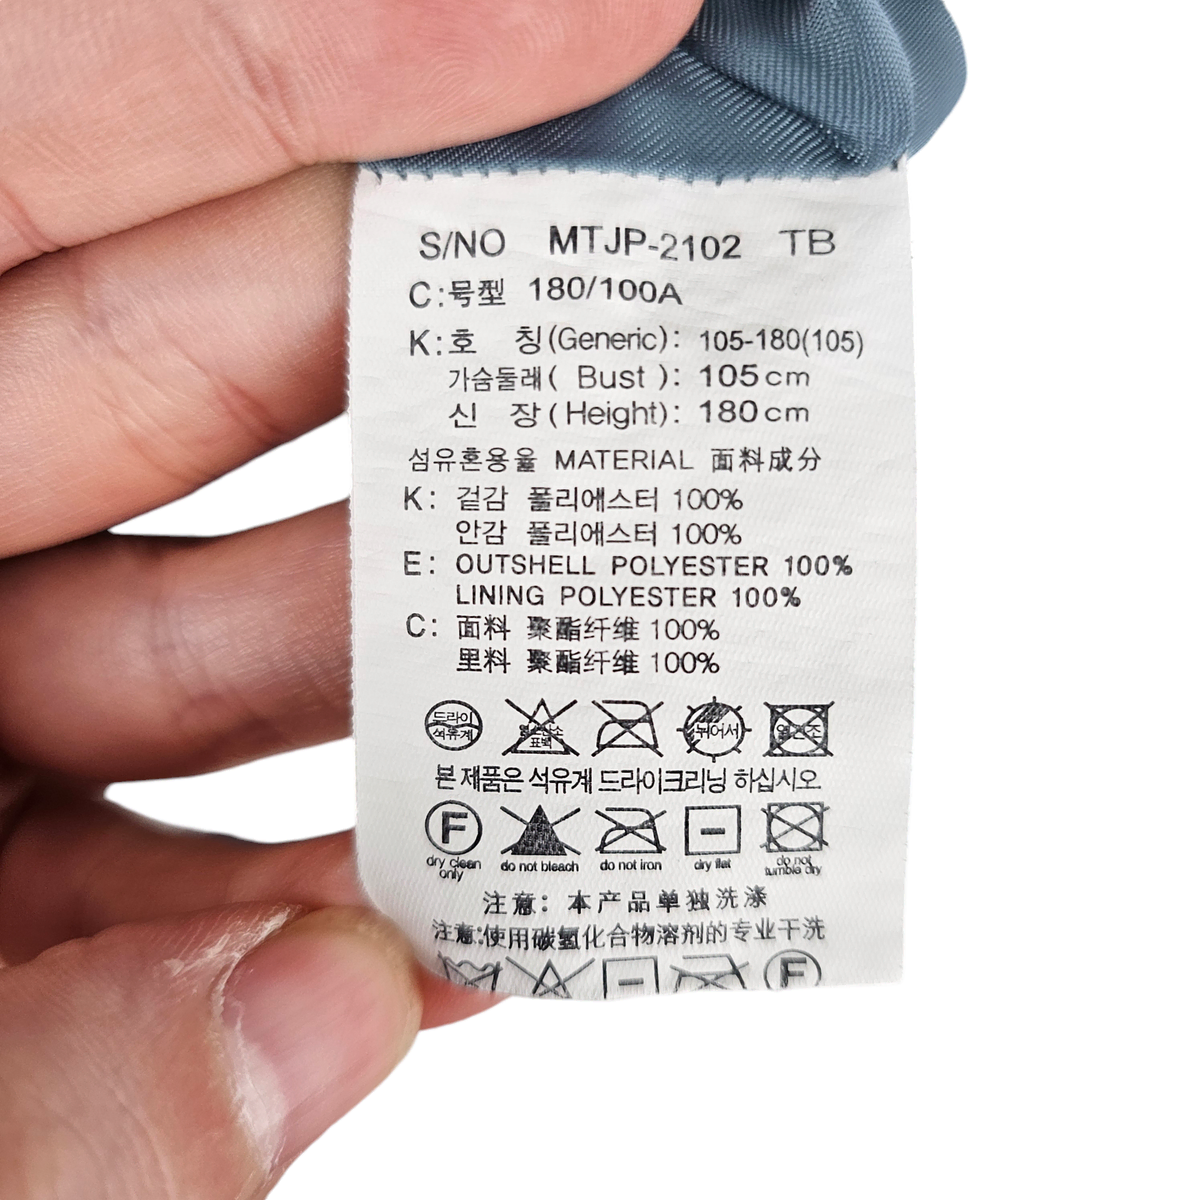 S/NO MTJP-2102 TB
C:号型 180/100A
K:호 칭(Generic): 105-180(105)
가슴둘래( Bust ): 105cm
신 장(Height): 180cm
섬유혼용율 MATERIAL 面料成分
K: 겉감 폴리에스터 100%
안감 폴리에스터 100%
E: OUTSHELL POLYESTER 100%
LINING POLYESTER 100%
C: 面料 聚酯纤维 100%
里料 聚酯纤维 100%
드라이 석유계
염소산소 표백
뉘어서
열건조
본 제품은 석유계 드라이크리닝 하십시오
F
dry clean only
do not bleach
do not iron
dry flat
do not tumble dry
注意: 本产品单独洗涤
注意:使用碳氢化合物溶剂的专业干洗
F